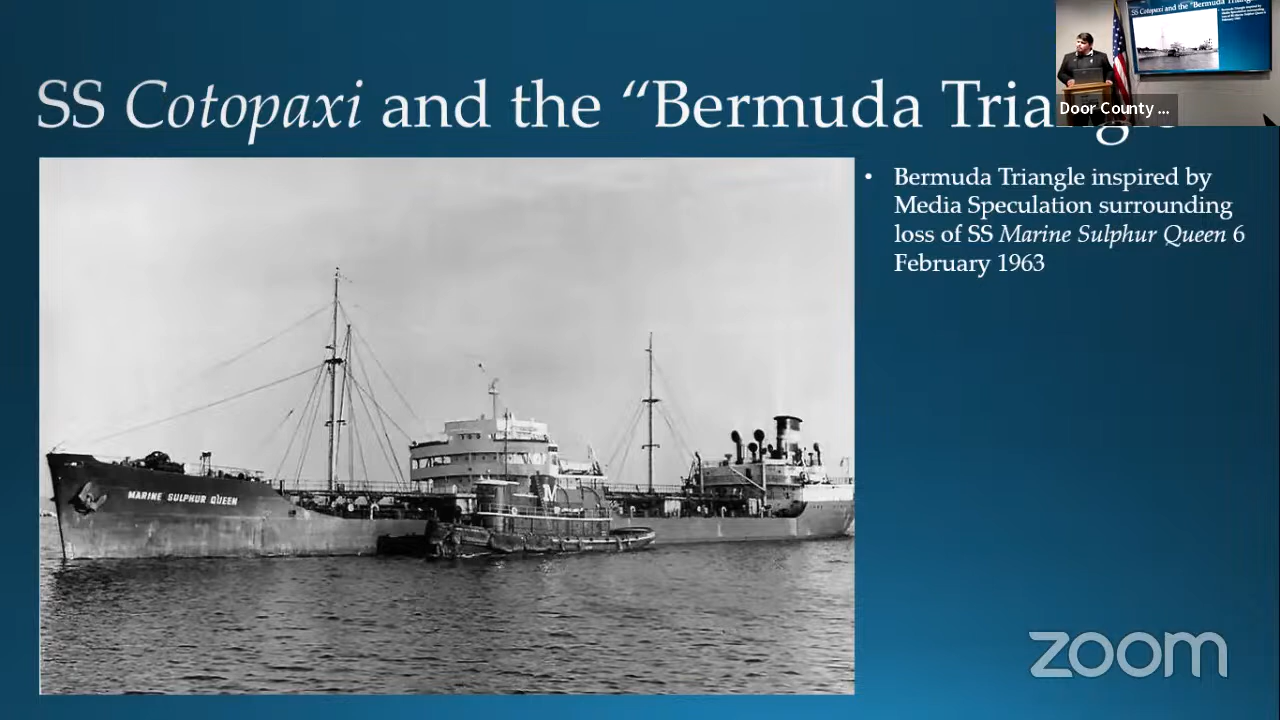 SS Cotopaxi and the “Bermuda Triangle
Door County ...
• Bermuda Triangle inspired by
Media Speculation surrounding
loss of SS Marine Sulphur Queen 6
February 1963
MARINE SULPHUR QUEEN
M
zoom